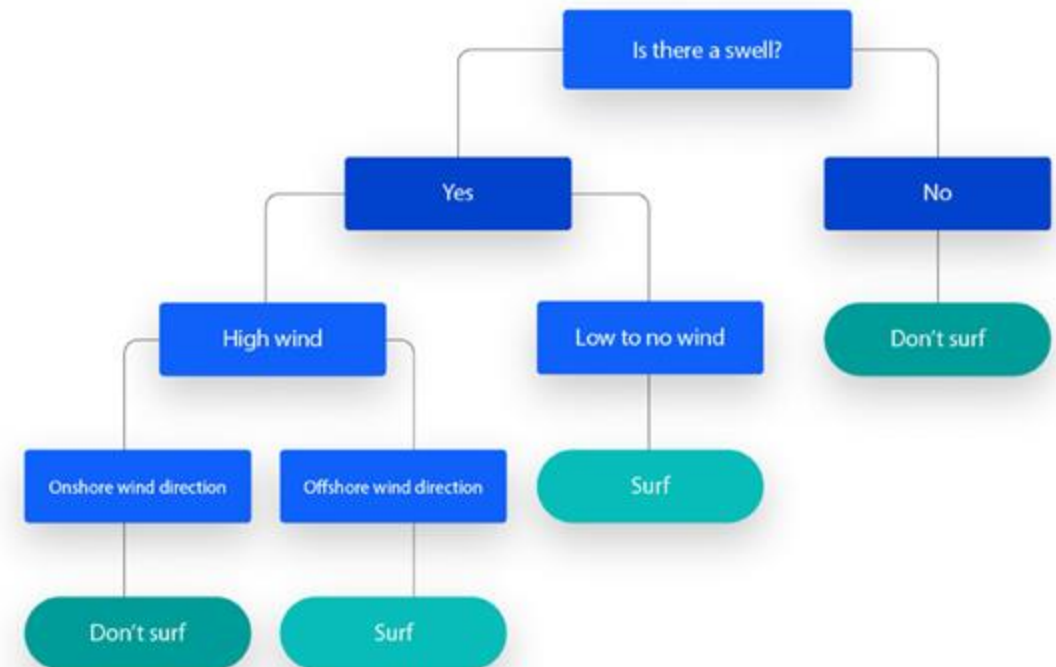 Is there a swell?
Yes
No
High wind
Low to no wind
Don't surf
Onshore wind direction
Offshore wind direction
Surf
Don't surf
Surf